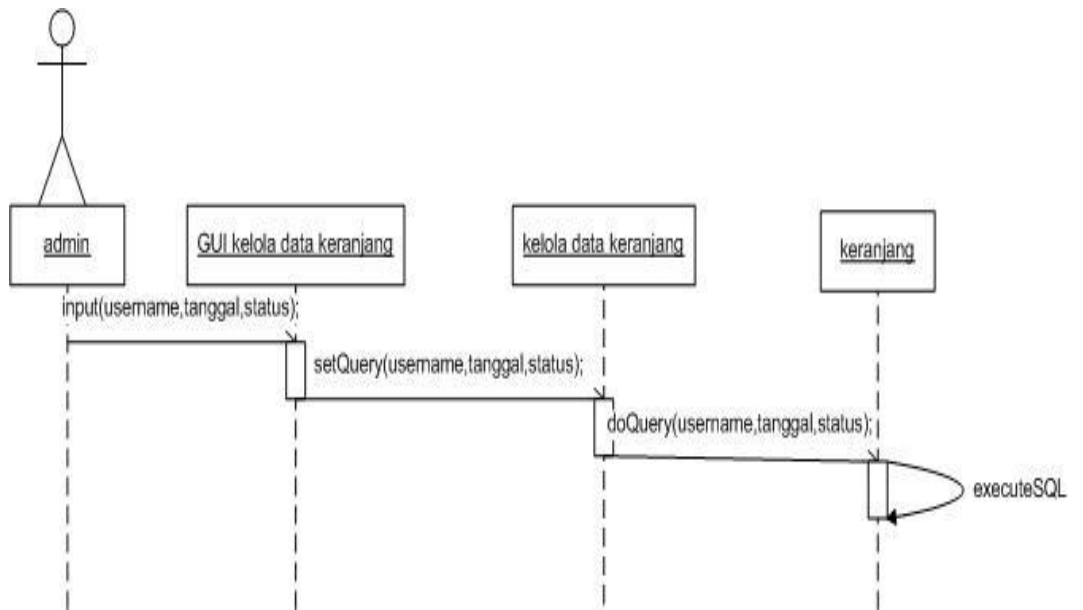 admin
GUI kelola data keranjang
kelola data keranjang
keranjang
input(username,tanggal,status);
setQuery(username,tanggal,status);
doQuery(username,tanggal,status);
executeSQL